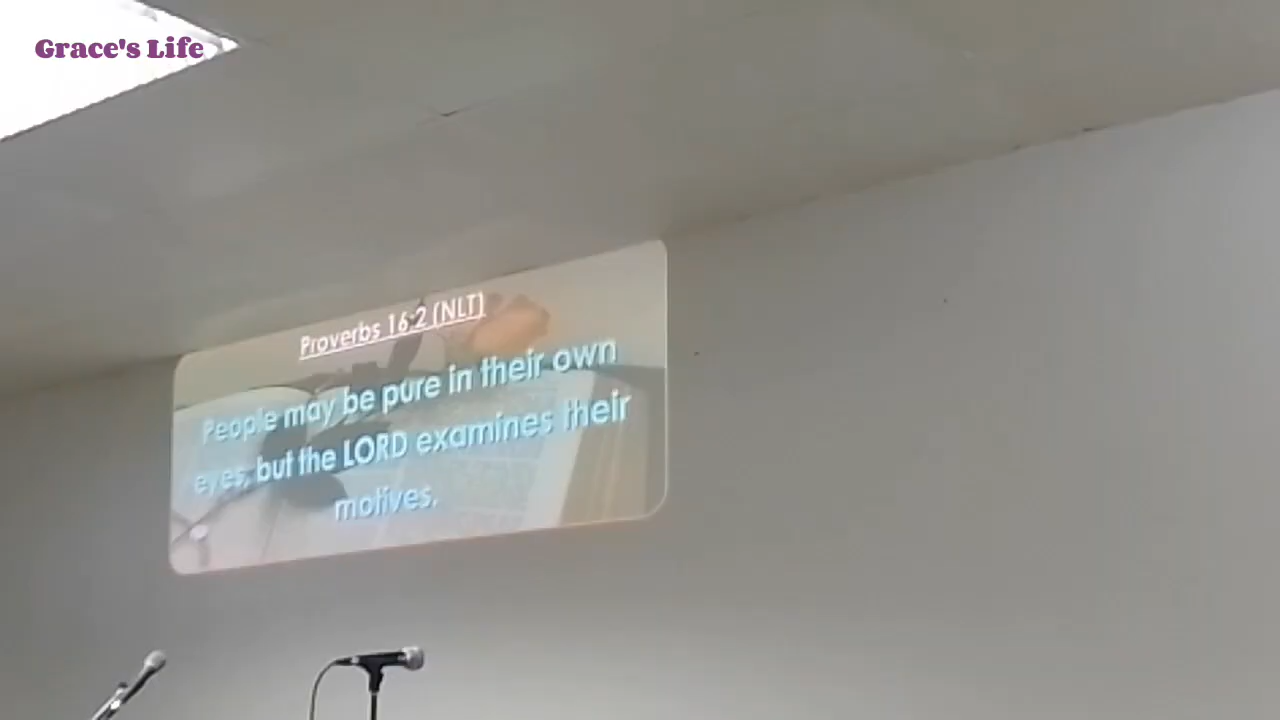 Grace's Life
Proverbs 16:2 (NLT)
People may be pure in their own
eyes, but the LORD examines their
motives.